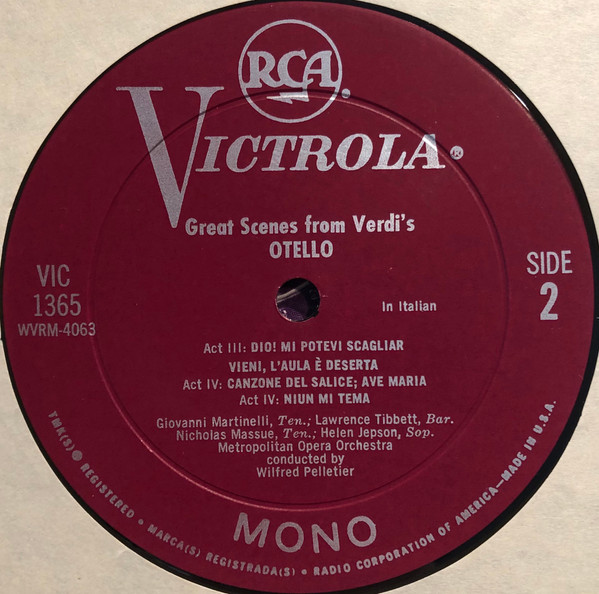 RCA
VICTROLA®
Great Scenes from Verdi's
OTELLO
VIC
1365
WVRM-4063
SIDE
2
In Italian
Act III: DIO! MI POTEVI SCAGLIAR
VIENI, L'AULA È DESERTA
Act IV: CANZONE DEL SALICE; AVE MARIA
Act IV: NIUN MI TEMA
Giovanni Martinelli, Ten.; Lawrence Tibbett, Bar.
Nicholas Massue, Ten.; Helen Jepson, Sop.
Metropolitan Opera Orchestra
conducted by
Wilfred Pelletier
MONO
TMK(S) ® REGISTERED • MARCA(S) REGISTRADA(S) • RADIO CORPORATION OF AMERICA—MADE IN U.S.A.